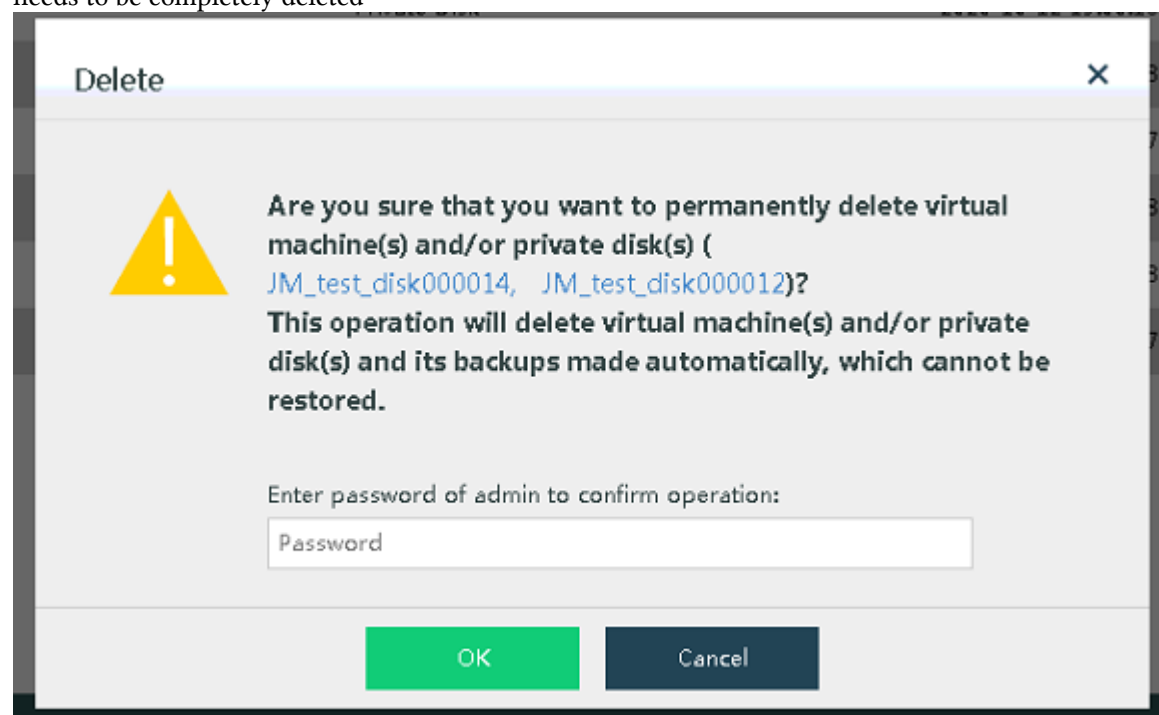 needs to be completely deleted
Delete
Are you sure that you want to permanently delete virtual
machine(s) and/or private disk(s) (
JM_test_disk000014, JM_test_disk000012)?
This operation will delete virtual machine(s) and/or private
disk(s) and its backups made automatically, which cannot be
restored.
Enter password of admin to confirm operation:
Password
OK
Cancel